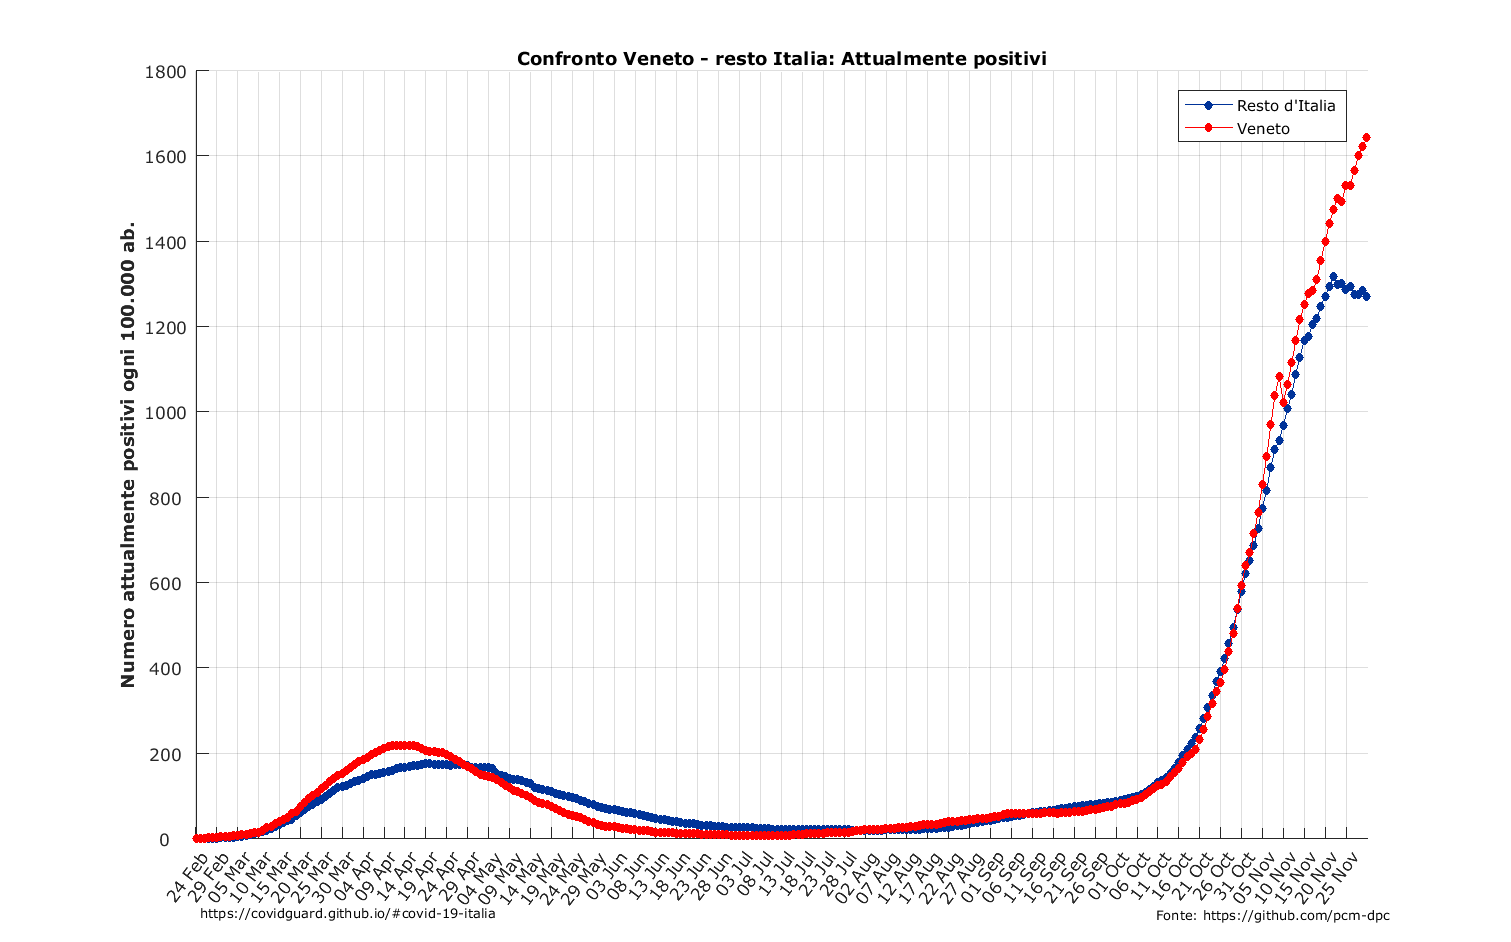 Confronto Veneto - resto Italia: Attualmente positivi
Resto d'Italia
Veneto
Numero attualmente positivi ogni 100.000 ab.
1800
1600
1400
1200
1000
800
600
400
200
0
24 Feb
29 Feb
05 Mar
10 Mar
15 Mar
20 Mar
25 Mar
30 Mar
04 Apr
09 Apr
14 Apr
19 Apr
24 Apr
29 Apr
04 May
09 May
14 May
19 May
24 May
29 May
03 Jun
08 Jun
13 Jun
18 Jun
23 Jun
28 Jun
03 Jul
08 Jul
13 Jul
18 Jul
23 Jul
28 Jul
02 Aug
07 Aug
12 Aug
17 Aug
22 Aug
27 Aug
01 Sep
06 Sep
11 Sep
16 Sep
21 Sep
26 Sep
01 Oct
06 Oct
11 Oct
16 Oct
21 Oct
26 Oct
31 Oct
05 Nov
10 Nov
15 Nov
20 Nov
25 Nov
https://covidguard.github.io/#covid-19-italia
Fonte: https://github.com/pcm-dpc